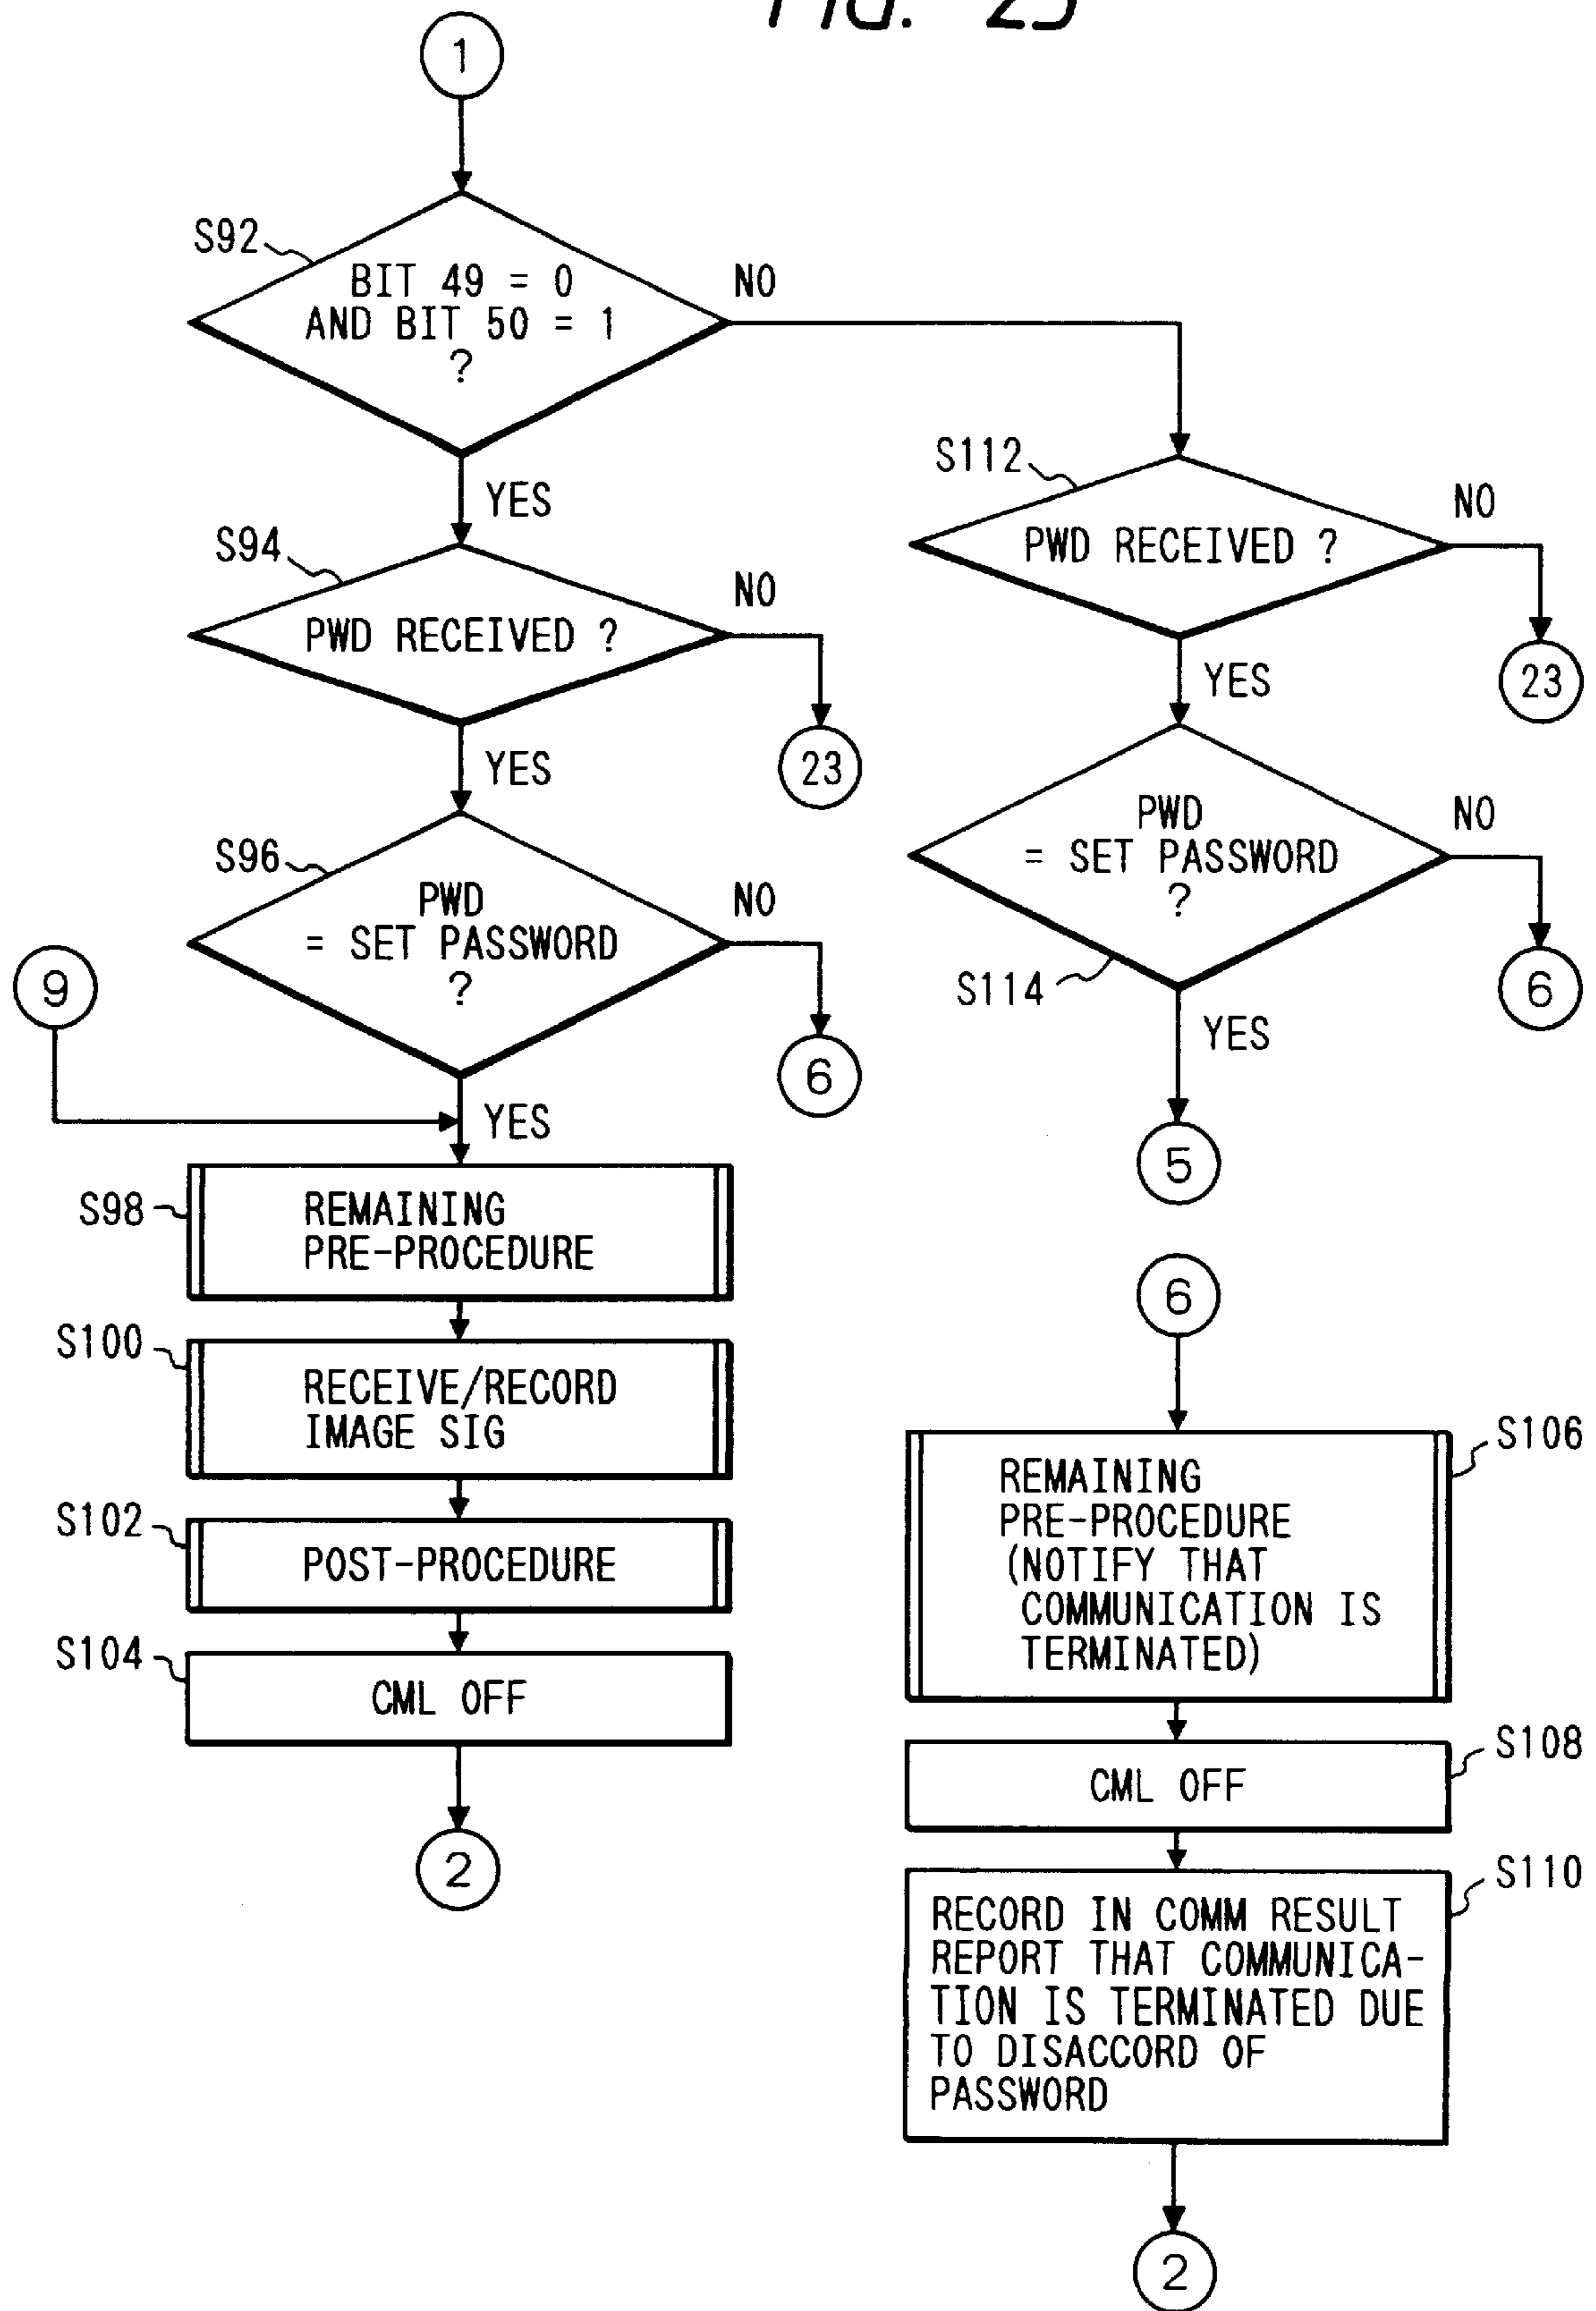 FIG. 25
1
S92
BIT 49 = 0
AND BIT 50 = 1
?
NO
YES
S94
PWD RECEIVED ?
NO
23
YES
S96
PWD
= SET PASSWORD
?
NO
6
9
YES
S98
REMAINING
PRE-PROCEDURE
S100
RECEIVE/RECORD
IMAGE SIG
S102
POST-PROCEDURE
S104
CML OFF
2
S112
PWD RECEIVED ?
NO
23
YES
PWD
= SET PASSWORD
?
NO
6
S114
YES
5
6
S106
REMAINING
PRE-PROCEDURE
(NOTIFY THAT
COMMUNICATION IS
TERMINATED)
S108
CML OFF
S110
RECORD IN COMM RESULT
REPORT THAT COMMUNICA-
TION IS TERMINATED DUE
TO DISACCORD OF
PASSWORD
2